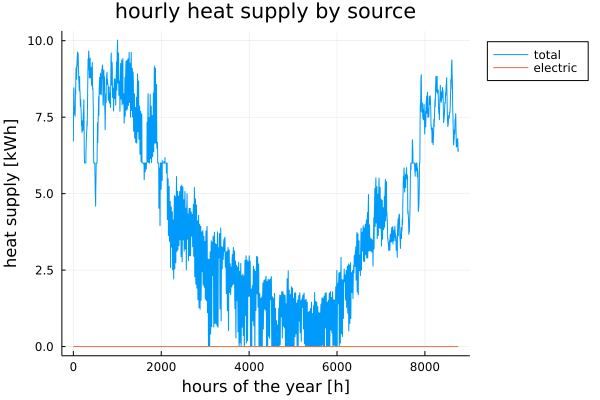 hourly heat supply by source
total
electric
heat supply [kWh]
10.0
7.5
5.0
2.5
0.0
0
2000
4000
6000
8000
hours of the year [h]